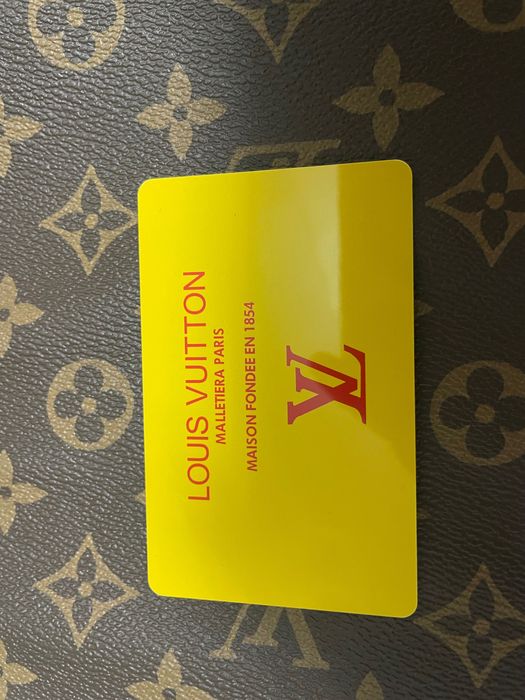 LOUIS VUITTON
MALLETIERA PARIS
MAISON FONDEE EN 1854
LV